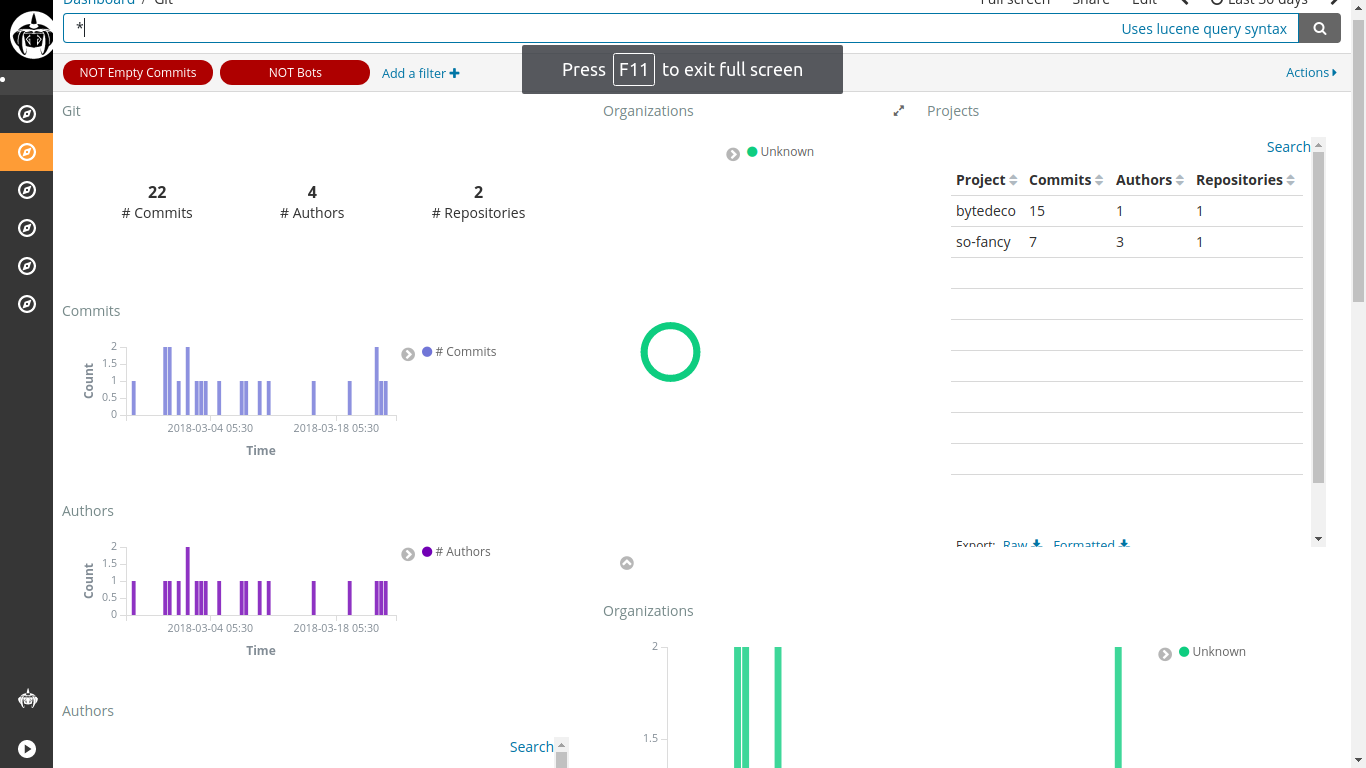 Dashboard / Git
Full screen Share Edit Last 30 days
*
Uses lucene query syntax
NOT Empty Commits
NOT Bots
Add a filter
Press F11 to exit full screen
Actions
Git
22
# Commits
4
# Authors
2
# Repositories
Organizations
Unknown
Projects
Search
Project Commits Authors Repositories
bytedeco 15 1 1
so-fancy 7 3 1
Export: Raw Formatted
Commits
2
1.5
1
0.5
0
Count
2018-03-04 05:30 2018-03-18 05:30
Time
# Commits
Authors
2
1.5
1
0.5
0
Count
2018-03-04 05:30 2018-03-18 05:30
Time
# Authors
Organizations
2
1.5
Unknown
Authors
Search